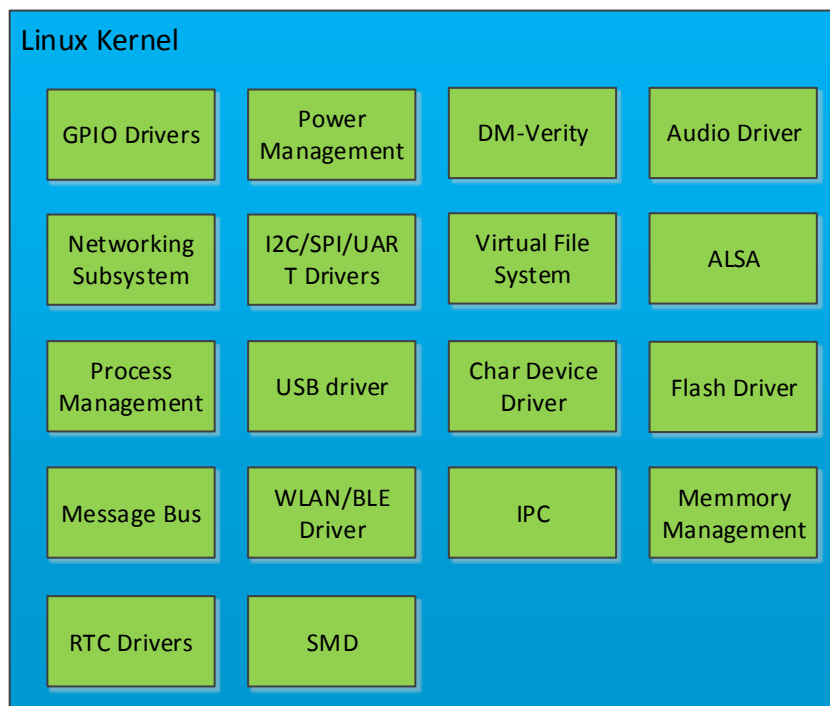 Linux Kernel
GPIO Drivers
Power
Management
DM-Verity
Audio Driver
Networking
Subsystem
I2C/SPI/UAR
T Drivers
Virtual File
System
ALSA
Process
Management
USB driver
Char Device
Driver
Flash Driver
Message Bus
WLAN/BLE
Driver
IPC
Memmory
Management
RTC Drivers
SMD